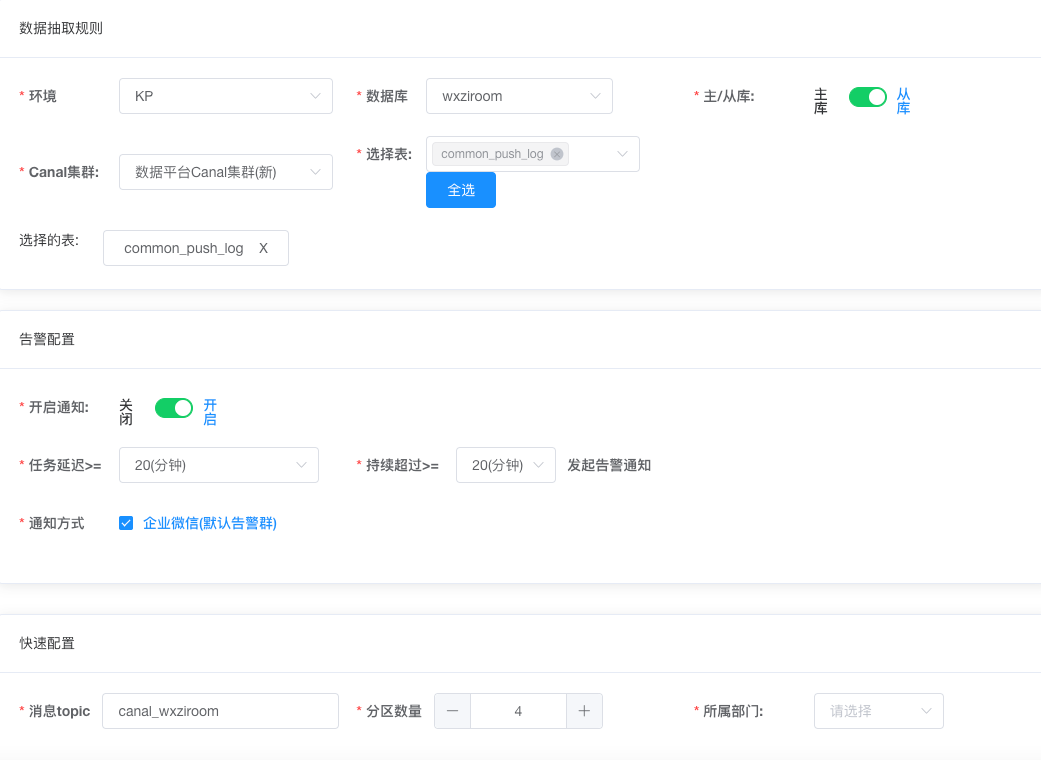 数据抽取规则
* 环境 KP * 数据库 wxziroom * 主/从库: 主库 从库
* Canal集群: 数据平台Canal集群(新) * 选择表: common_push_log
全选
选择的表: common_push_log X
告警配置
* 开启通知: 关闭 开启
* 任务延迟>= 20(分钟) * 持续超过>= 20(分钟) 发起告警通知
* 通知方式 企业微信(默认告警群)
快速配置
* 消息topic canal_wxziroom * 分区数量 — 4 + * 所属部门: 请选择